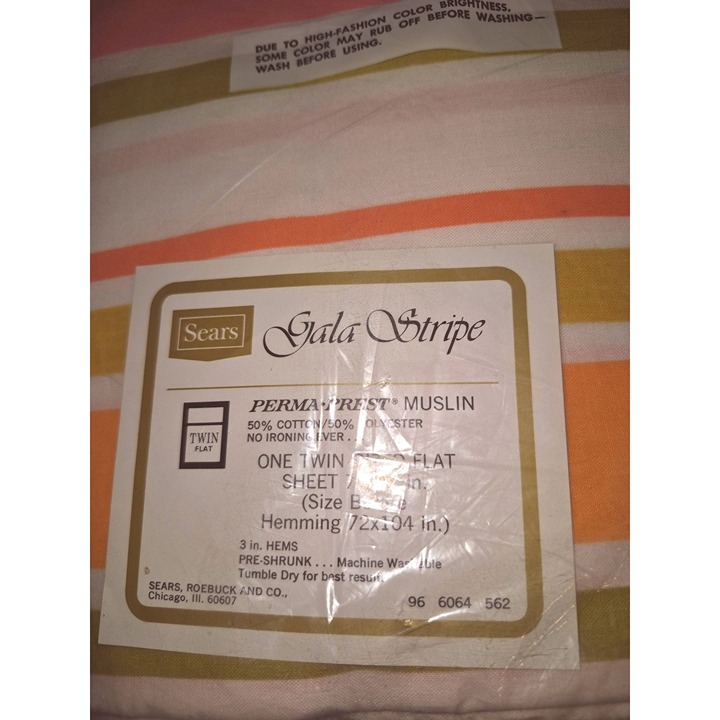 DUE TO HIGH-FASHION COLOR BRIGHTNESS,
SOME COLOR MAY RUB OFF BEFORE WASHING—
WASH BEFORE USING.
Sears
Gala Stripe
PERMA-PREST® MUSLIN
50% COTTON/50% POLYESTER
NO IRONING EVER . . .
TWIN
FLAT
ONE TWIN FLAT
SHEET in.
(Size Before
Hemming 72x104 in.)
3 in. HEMS
PRE-SHRUNK . . . Machine Washable
Tumble Dry for best results
SEARS, ROEBUCK AND CO.,
Chicago, Ill. 60607
96 6064 562